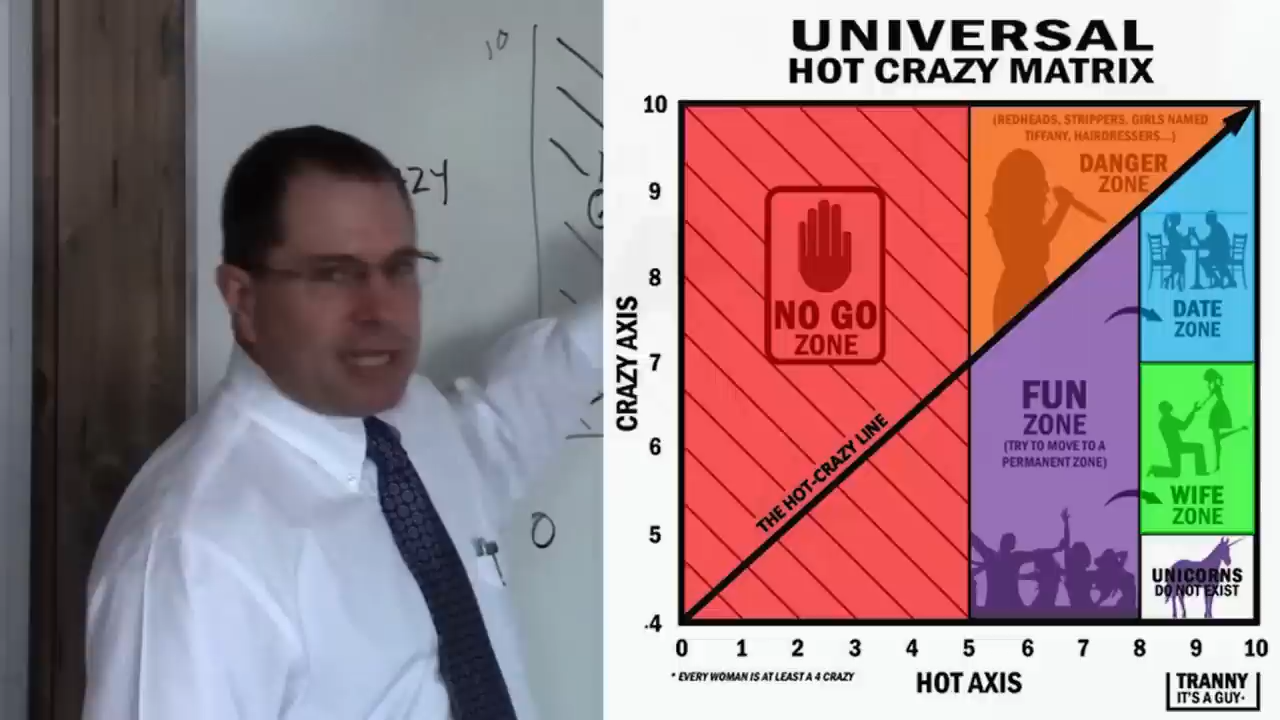 10
0
UNIVERSAL
HOT CRAZY MATRIX
10
9
8
7
6
5
.4
CRAZY AXIS
(REDHEADS, STRIPPERS, GIRLS NAMED
TIFFANY, HAIRDRESSERS...)
DANGER
ZONE
NO GO
ZONE
THE HOT-CRAZY LINE
DATE
ZONE
FUN
ZONE
(TRY TO MOVE TO A
PERMANENT ZONE)
WIFE
ZONE
UNICORNS
DO NOT EXIST
0 1 2 3 4 5 6 7 8 9 10
* EVERY WOMAN IS AT LEAST A 4 CRAZY
HOT AXIS
TRANNY
IT'S A GUY·